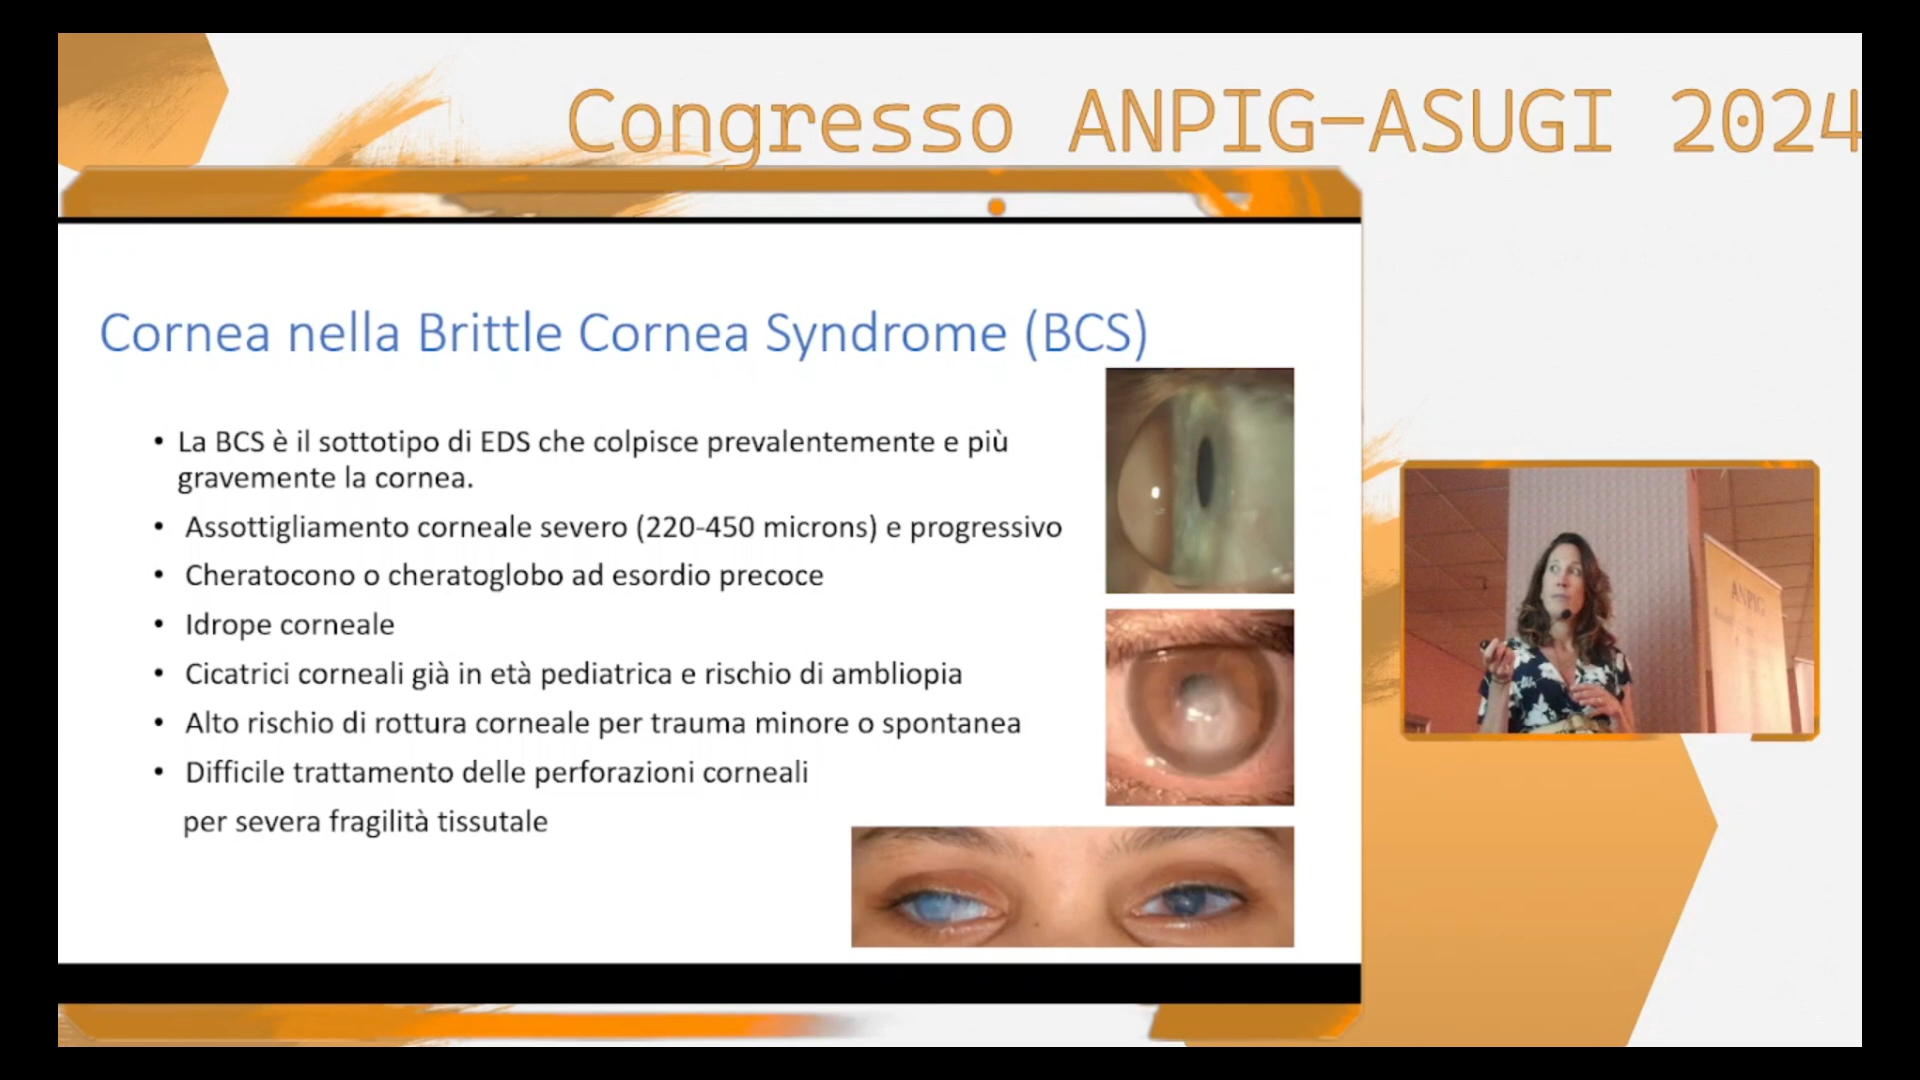 Congresso ANPIG-ASUGI 2024
Cornea nella Brittle Cornea Syndrome (BCS)
• La BCS è il sottotipo di EDS che colpisce prevalentemente e più
gravemente la cornea.
• Assottigliamento corneale severo (220-450 microns) e progressivo
• Cheratocono o cheratoglobo ad esordio precoce
• Idrope corneale
• Cicatrici corneali già in età pediatrica e rischio di ambliopia
• Alto rischio di rottura corneale per trauma minore o spontanea
• Difficile trattamento delle perforazioni corneali
per severa fragilità tissutale
ANPIG